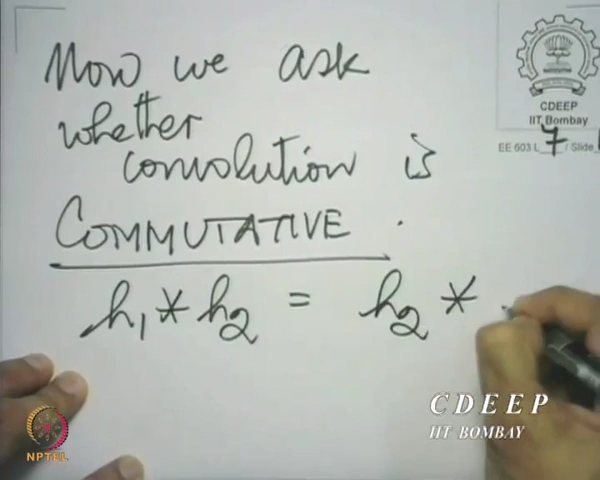 Now we ask
whether
convolution is
COMMUTATIVE.
h₁ * h₂ = h₂ *
CDEEP
IIT Bombay
EE 603 L 7 / Slide
CDEEP
IIT BOMBAY
NPTEL